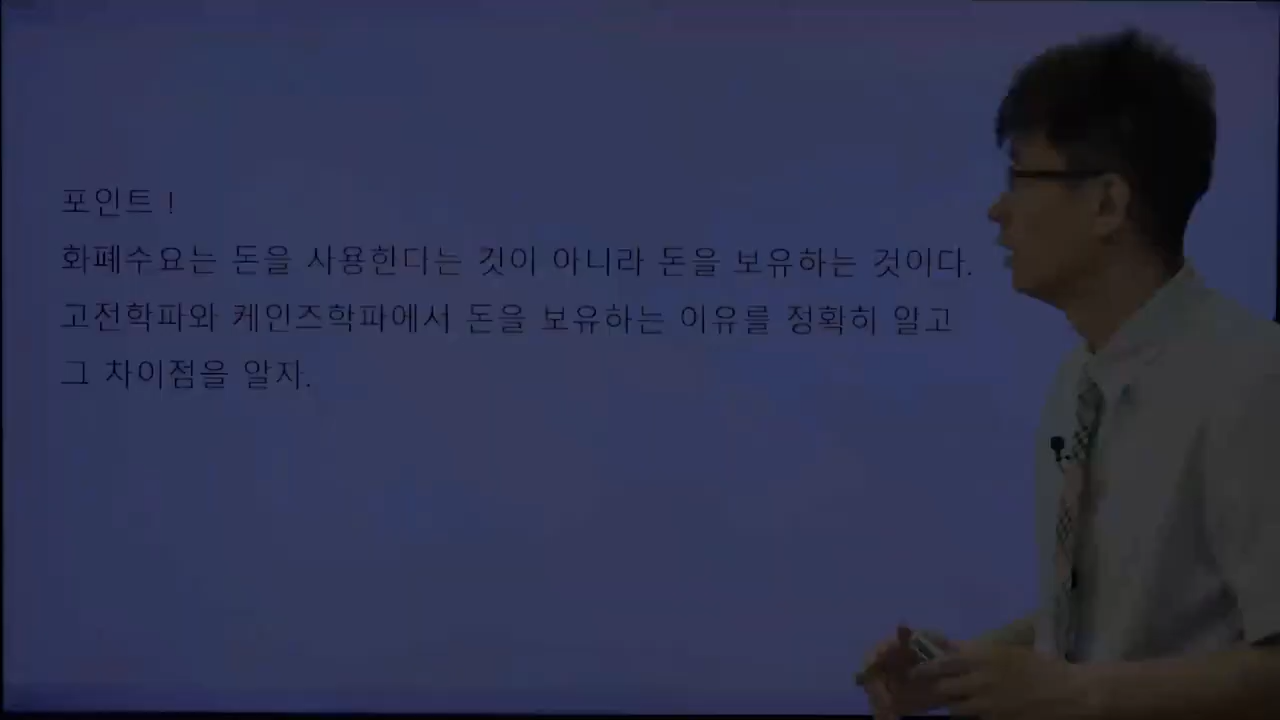 포인트 !
화폐수요는 돈을 사용한다는 것이 아니라 돈을 보유하는 것이다.
고전학파와 케인즈학파에서 돈을 보유하는 이유를 정확히 알고
그 차이점을 알자.